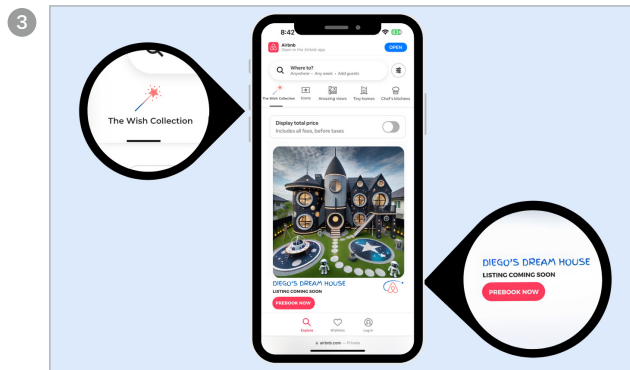 3
The Wish Collection
8:42
Airbnb
Open in the Airbnb app
OPEN
Where to?
Anywhere • Any week • Add guests
The Wish Collection
Icons
Amazing views
Tiny homes
Chef's kitchens
Display total price
Includes all fees, before taxes
DIEGO'S DREAM HOUSE
LISTING COMING SOON
PREBOOK NOW
Explore
Wishlists
Log in
airbnb.com — Private
DIEGO'S DREAM HOUSE
LISTING COMING SOON
PREBOOK NOW